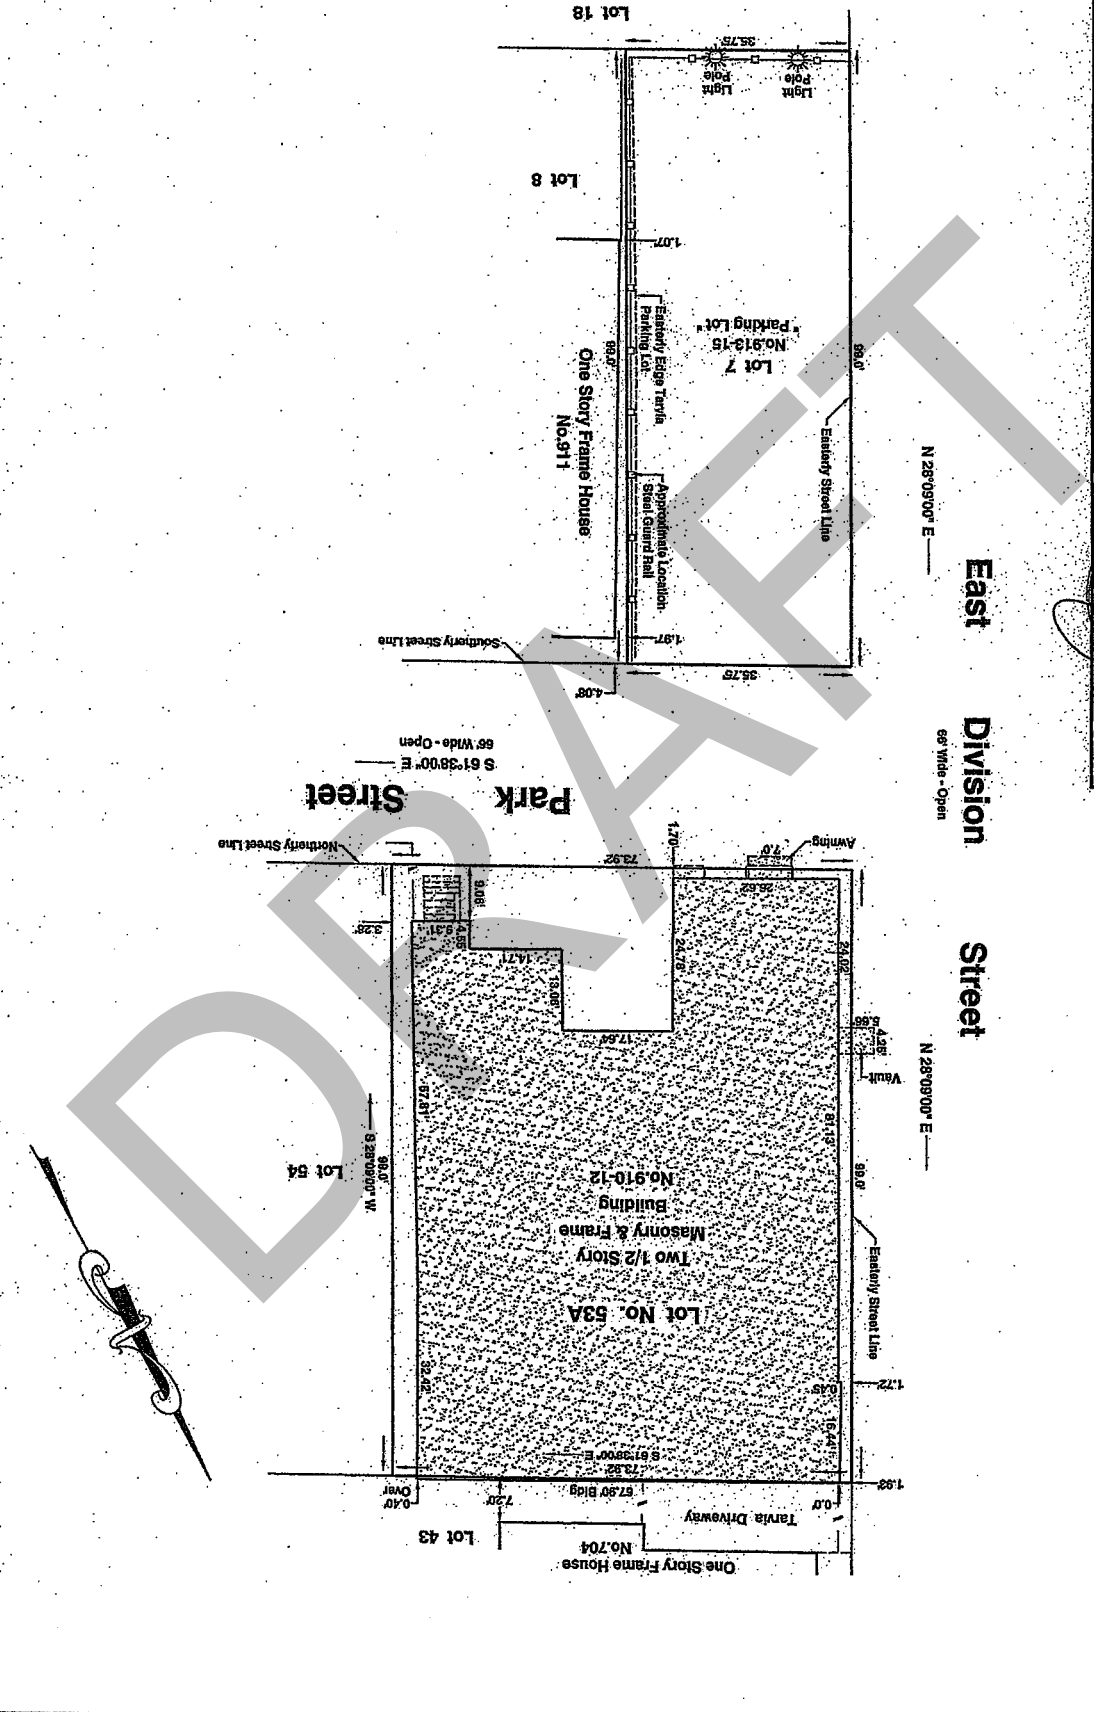 Lot 18
35.75'
Light
Pole
Light
Pole
Lot 8
1.07'
Easterly Edge Tarvia
Parking Lot
Lot 7
No.913-15
"Parking Lot"
99.0'
99.0'
One Story Frame House
No.911
Easterly Street Line
N 28°09'00" E
Approximate Location
Steel Guard Rail
1.97'
Southerly Street Line
35.75'
4.08'
East
Division
Street
66' Wide - Open
S 61°38'00" E
66' Wide - Open
Park Street
Northerly Street Line
73.92'
1.70'
7.0'
Awning
26.62'
9.08'
3.28'
9.31'
4.55'
14.71'
13.08'
24.78'
17.64'
24.02'
5.66'
4.26'
Vault
N 28°09'00" E
67.81'
81.13'
S 28°09'00" W
99.0'
Lot 54
99.0'
Lot No. 53A
Two 1/2 Story
Masonry & Frame
Building
No.910-12
Easterly Street Line
32.42'
0.45'
1.72'
16.44'
S 61°38'00" E
73.92'
67.90' Bldg
1.93'
0.0'
0.40'
Over
7.20'
Tarvia Driveway
Lot 43
One Story Frame House
No.704
DRAFT